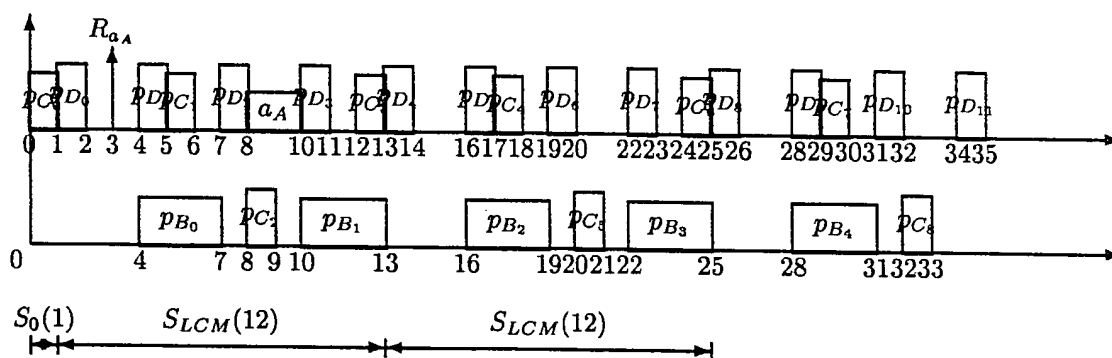 R_{a_A}
p_{C_0} p_{D_0} p_{D_1} p_{C_1} p_{D_2} a_A p_{D_3} p_{C_3} p_{D_4} p_{D_5} p_{C_4} p_{D_6} p_{D_7} p_{C_6} p_{D_8} p_{D_9} p_{C_7} p_{D_{10}} p_{D_{11}}
0 1 2 3 4 5 6 7 8 10 11 12 13 14 16 17 18 19 20 22 23 24 25 26 28 29 30 31 32 34 35
p_{B_0} p_{C_2} p_{B_1} p_{B_2} p_{C_5} p_{B_3} p_{B_4} p_{C_8}
0 4 7 8 9 10 13 16 19 20 21 22 25 28 31 32 33
S_0(1) S_{LCM}(12) S_{LCM}(12)